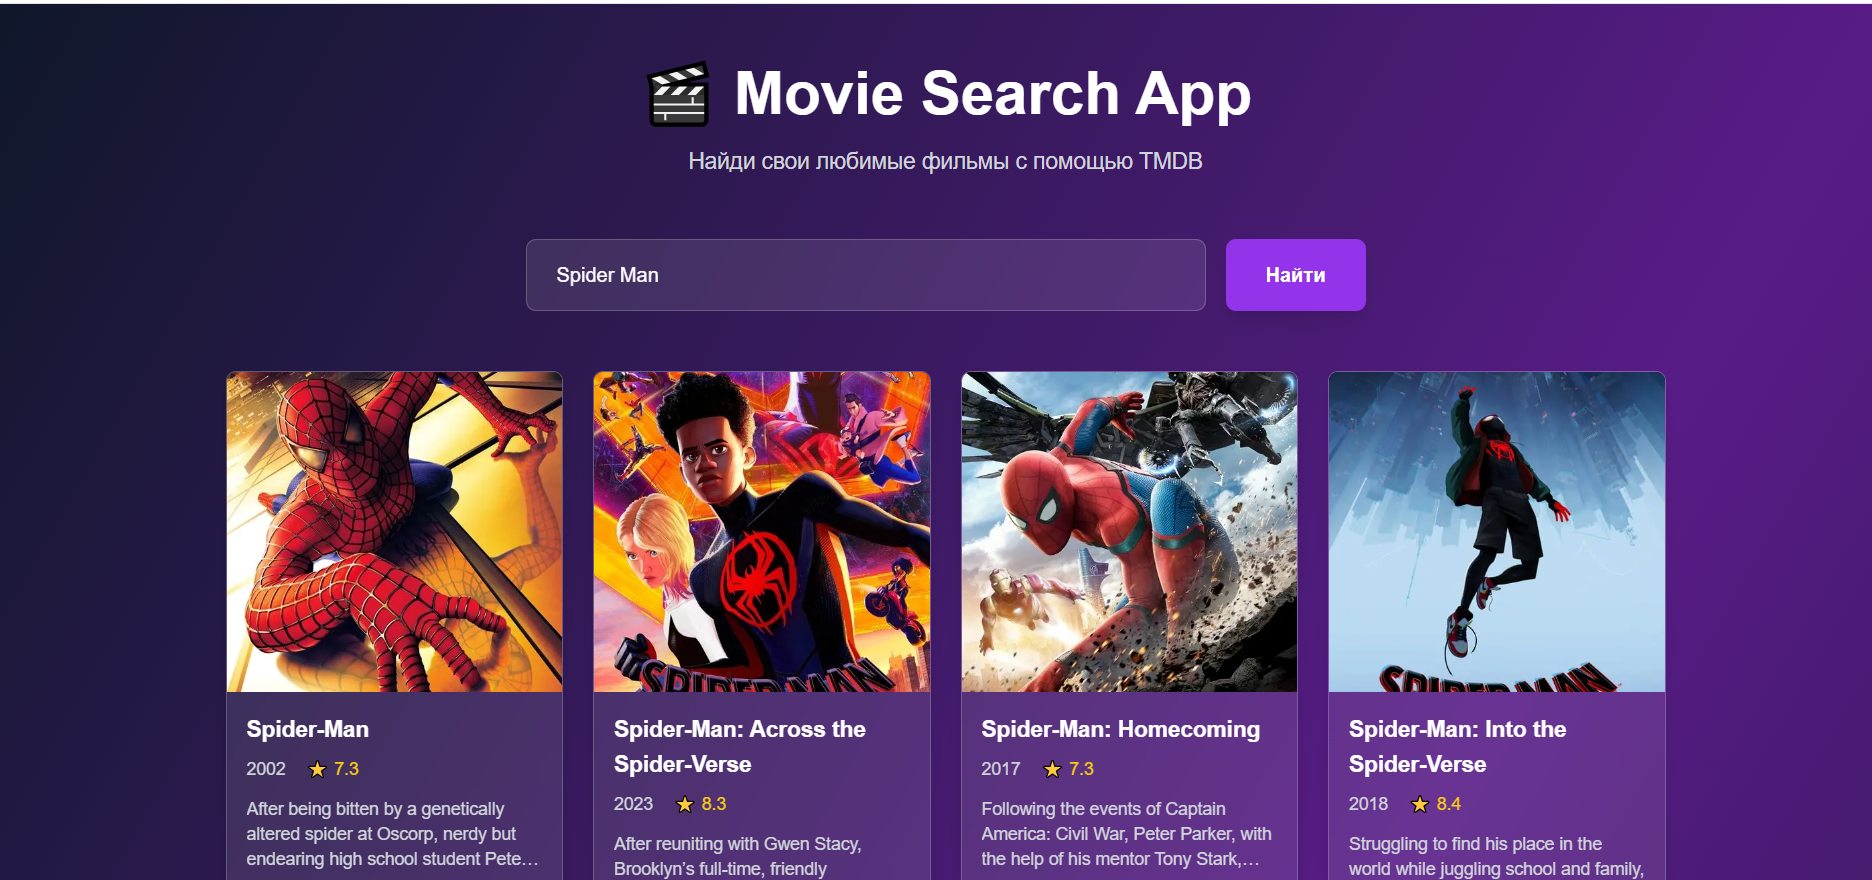 Movie Search App
Найди свои любимые фильмы с помощью TMDB
Spider Man
Найти
SPIDER-MAN
SPIDER-MAN
Spider-Man
2002 ★ 7.3
After being bitten by a genetically
altered spider at Oscorp, nerdy but
endearing high school student Pete…
Spider-Man: Across the
Spider-Verse
2023 ★ 8.3
After reuniting with Gwen Stacy,
Brooklyn’s full-time, friendly
Spider-Man: Homecoming
2017 ★ 7.3
Following the events of Captain
America: Civil War, Peter Parker, with
the help of his mentor Tony Stark,…
Spider-Man: Into the
Spider-Verse
2018 ★ 8.4
Struggling to find his place in the
world while juggling school and family,